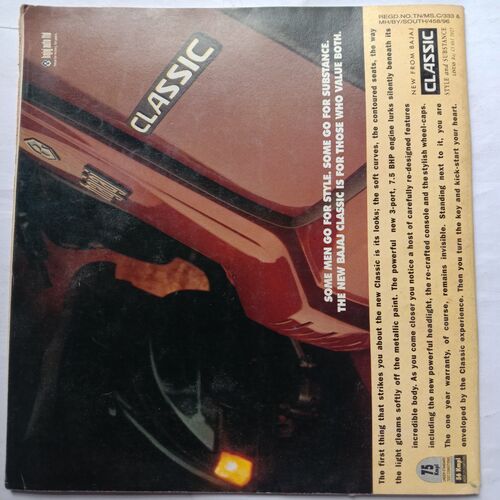 bajaj auto ltd
CLASSIC
SOME MEN GO FOR STYLE. SOME GO FOR SUBSTANCE.
THE NEW BAJAJ CLASSIC IS FOR THOSE WHO VALUE BOTH.
REGD.NO.TN/MS.C/333 &
MH/BY/SOUTH/458/96
NEW FROM BAJAJ
CLASSIC
STYLE and SUBSTANCE
The first thing that strikes you about the new Classic is its looks; the soft curves, the contoured seats, the way
the light gleams softly off the metallic paint. The powerful new 3-port, 7.5 BHP engine lurks silently beneath its
incredible body. As you come closer you notice a host of carefully re-designed features
including the new powerful headlight, the re-crafted console and the stylish wheel-caps.
The one year warranty, of course, remains invisible. Standing next to it, you are
enveloped by the Classic experience. Then you turn the key and kick-start your heart.
75
Kmpl
54 Kmpl